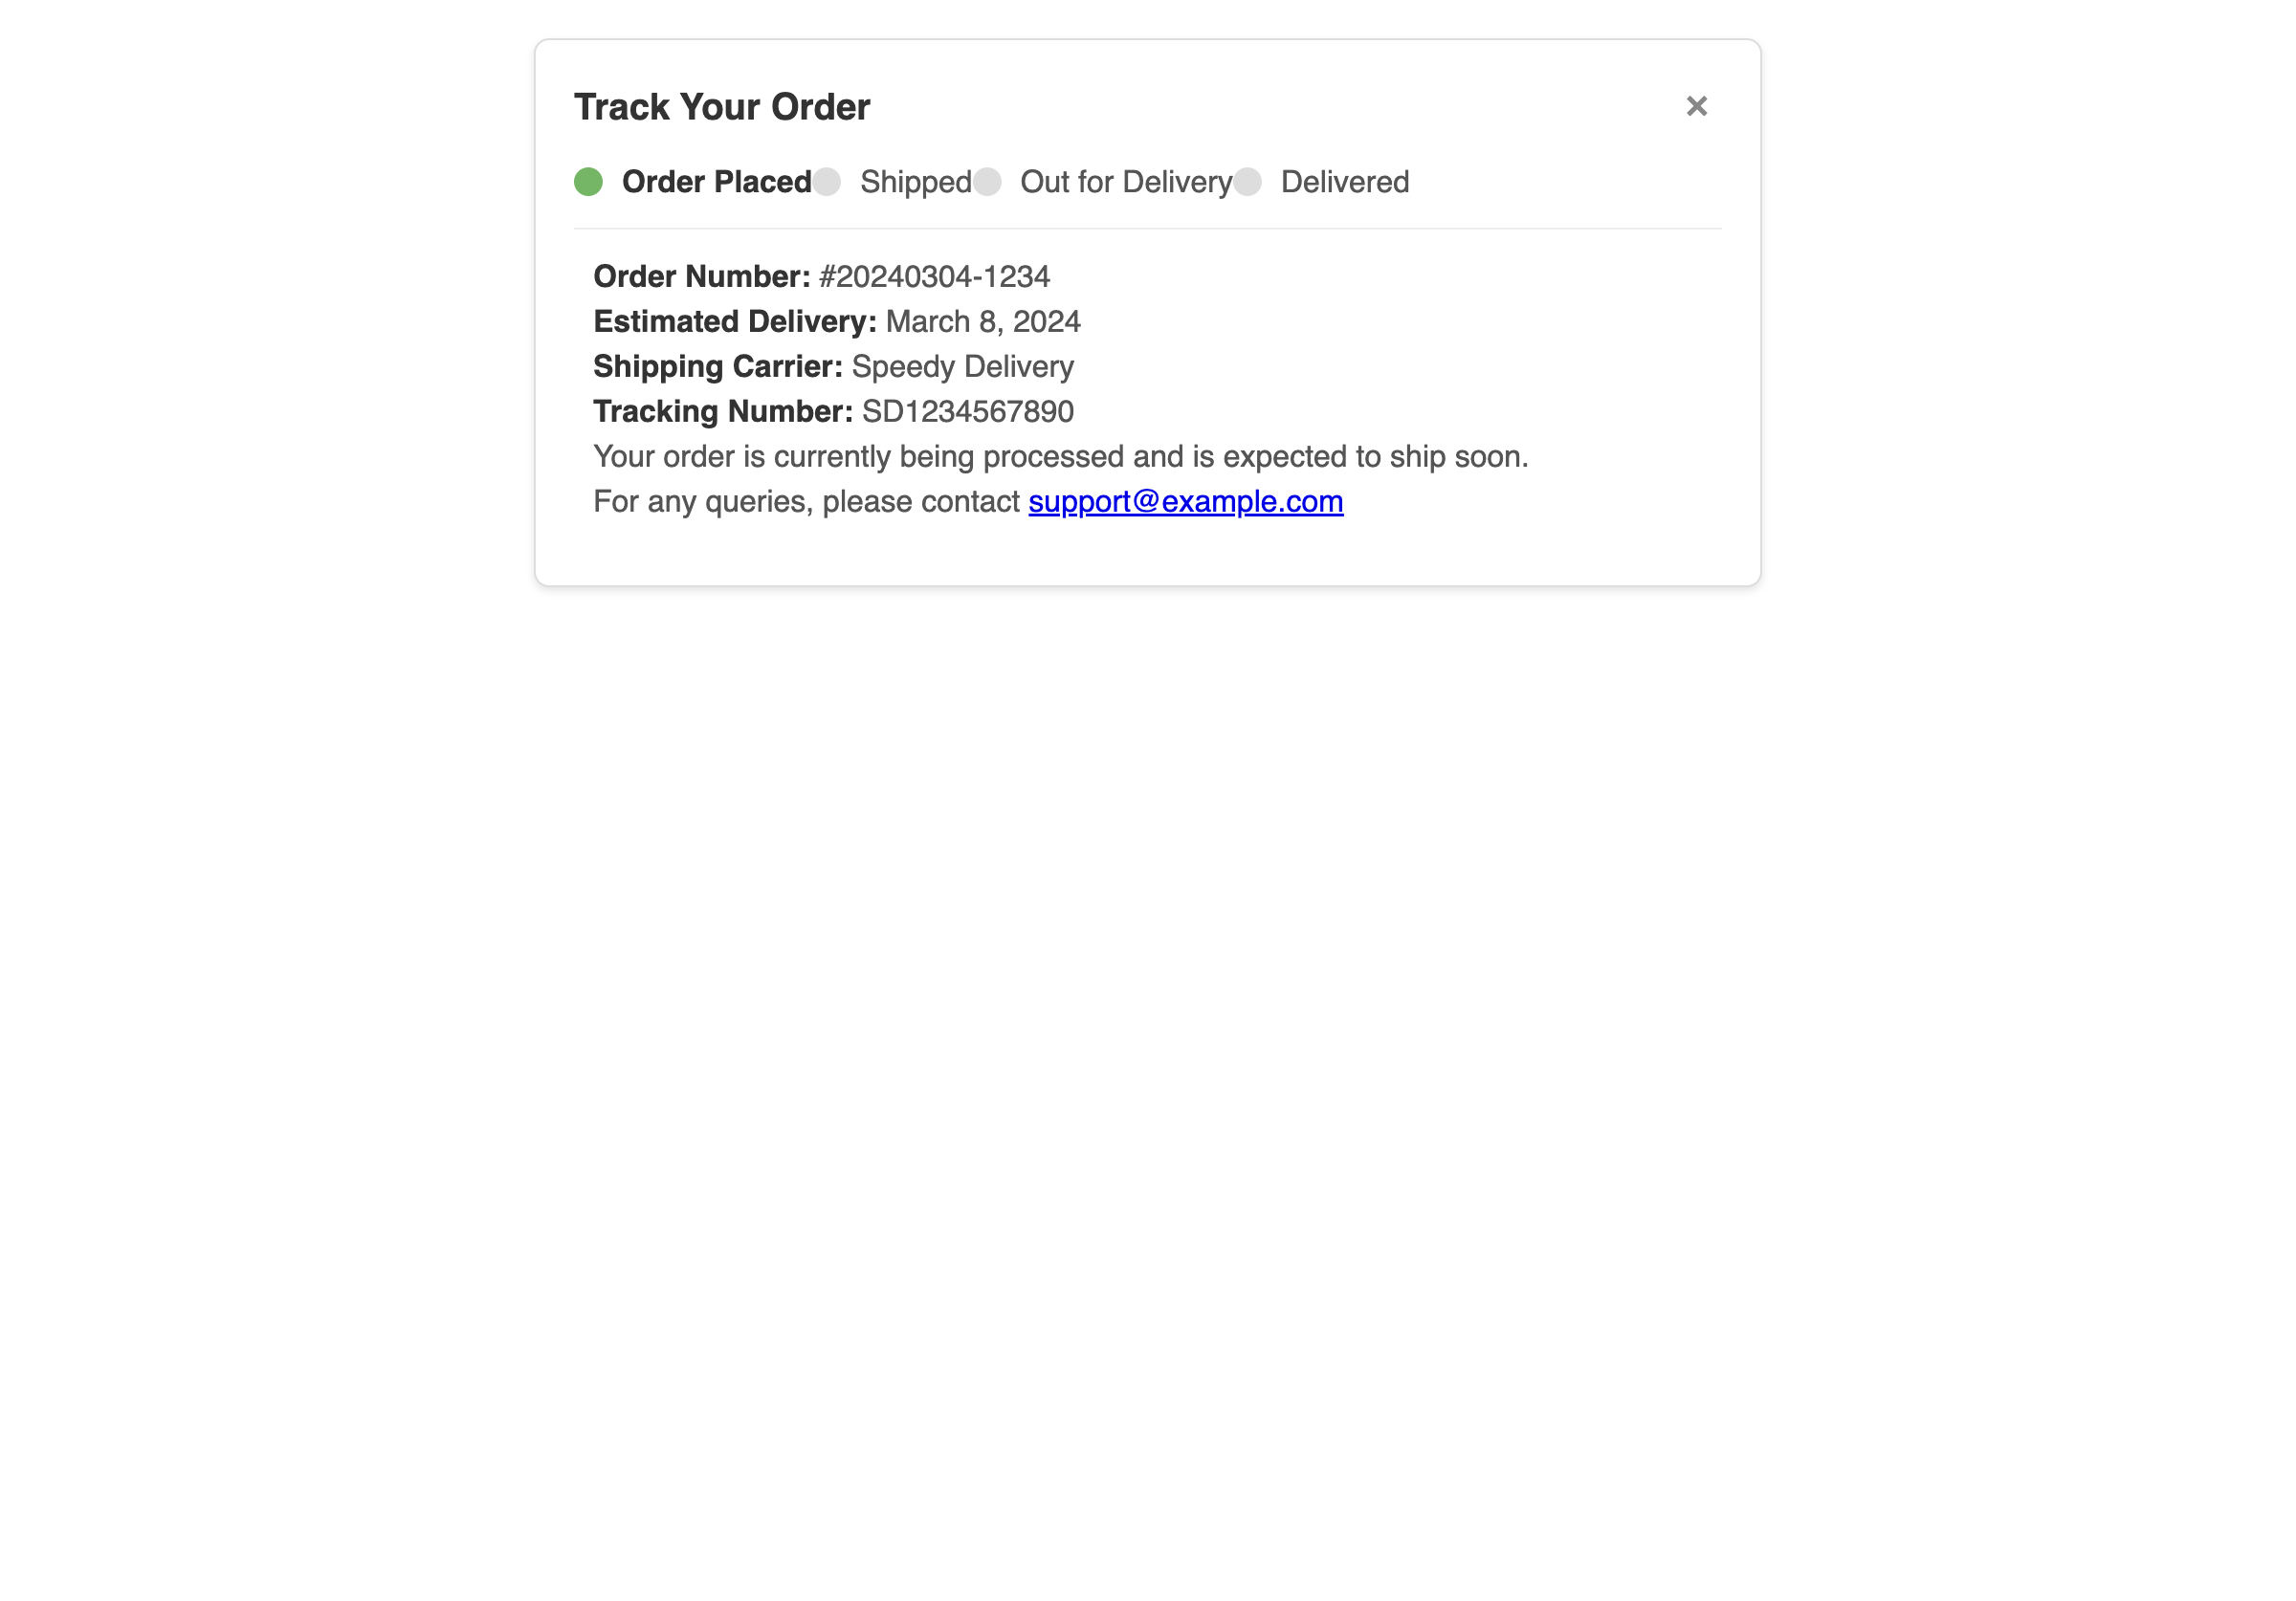 Track Your Order ×
Order Placed Shipped Out for Delivery Delivered
Order Number: #20240304-1234
Estimated Delivery: March 8, 2024
Shipping Carrier: Speedy Delivery
Tracking Number: SD1234567890
Your order is currently being processed and is expected to ship soon.
For any queries, please contact support@example.com